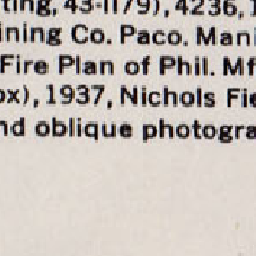 ting, 43-1179), 4236, 1
ining Co. Paco. Mani
Fire Plan of Phil. Mf
ox), 1937, Nichols Fie
nd oblique photogra